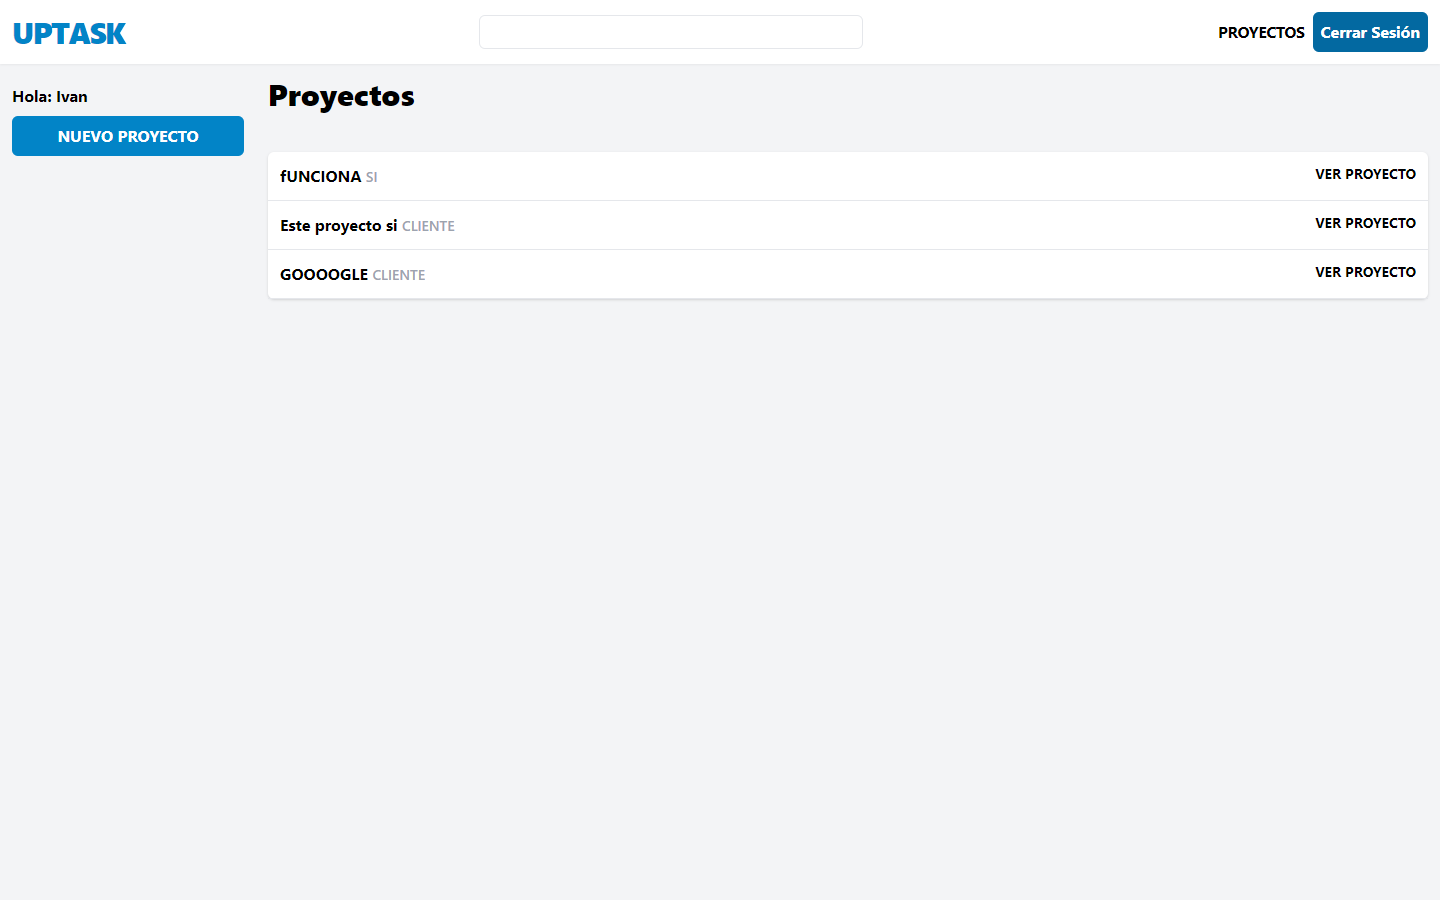 UPTASK
PROYECTOS Cerrar Sesión
Hola: Ivan
NUEVO PROYECTO
Proyectos
fUNCIONA SI VER PROYECTO
Este proyecto si CLIENTE VER PROYECTO
GOOOOGLE CLIENTE VER PROYECTO